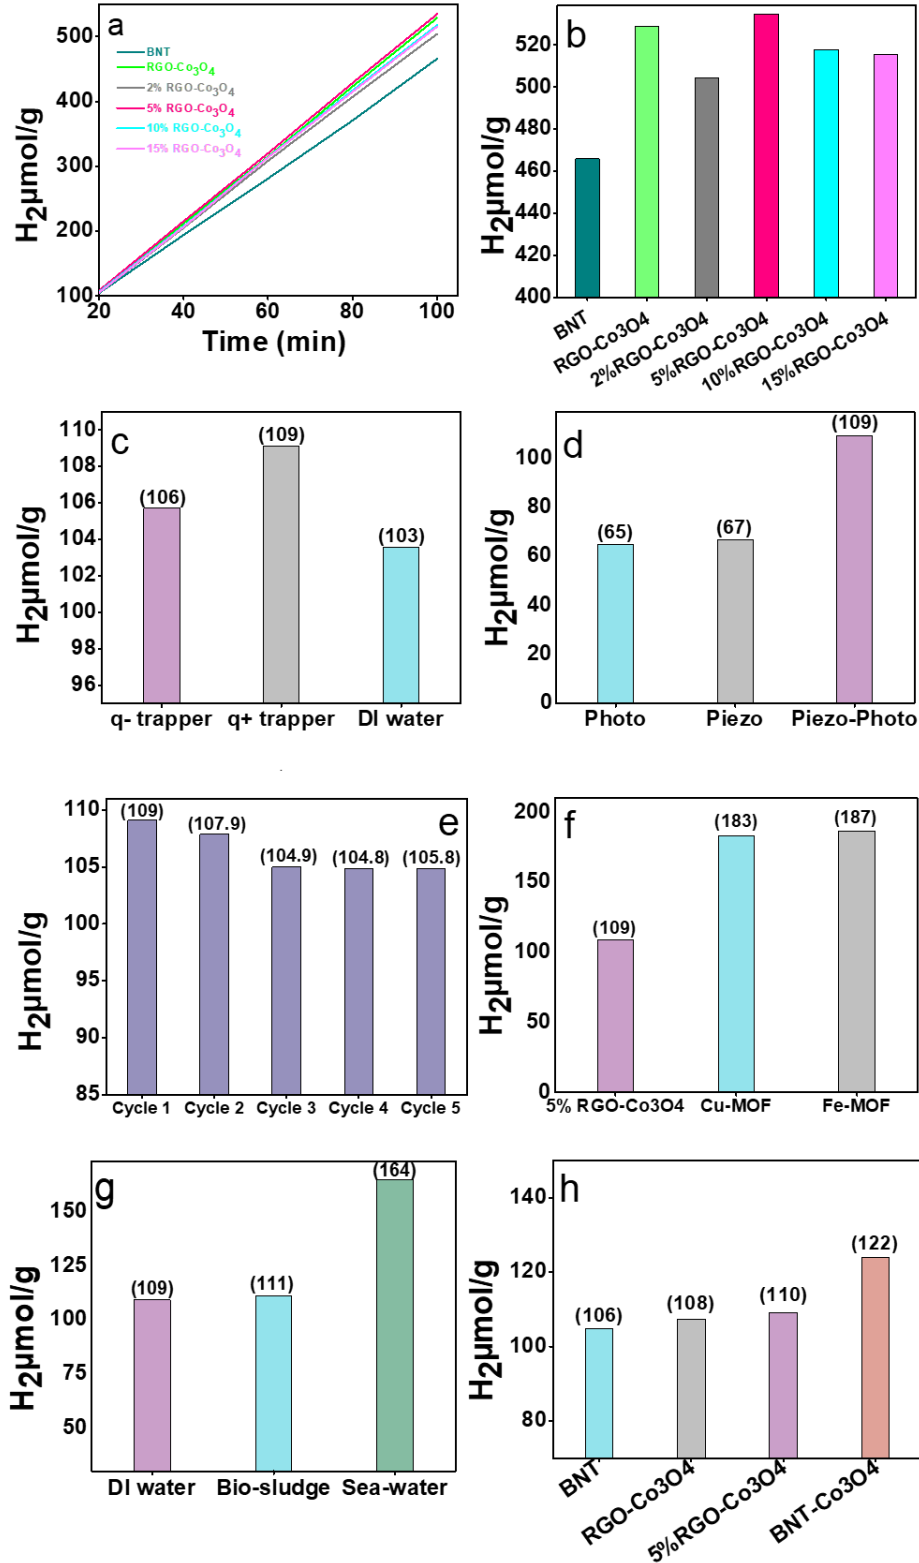 a
BNT
RGO-Co3O4
2% RGO-Co3O4
5% RGO-Co3O4
10% RGO-Co3O4
15% RGO-Co3O4
500
400
300
200
100
20
40
60
80
100
Time (min)
H2μmol/g
b
520
500
480
460
440
420
400
BNT
RGO-Co3O4
2%RGO-Co3O4
5%RGO-Co3O4
10%RGO-Co3O4
15%RGO-Co3O4
H2μmol/g
c
110
108
106
104
102
100
98
96
(106)
(109)
(103)
q- trapper
q+ trapper
DI water
H2μmol/g
d
100
80
60
40
20
0
(65)
(67)
(109)
Photo
Piezo
Piezo-Photo
H2μmol/g
e
110
105
100
95
90
85
(109)
(107.9)
(104.9)
(104.8)
(105.8)
Cycle 1
Cycle 2
Cycle 3
Cycle 4
Cycle 5
H2μmol/g
f
200
150
100
50
0
(109)
(183)
(187)
5% RGO-Co3O4
Cu-MOF
Fe-MOF
H2μmol/g
g
150
125
100
75
50
(109)
(111)
(164)
DI water
Bio-sludge
Sea-water
H2μmol/g
h
140
120
100
80
(106)
(108)
(110)
(122)
BNT
RGO-Co3O4
5%RGO-Co3O4
BNT-Co3O4
H2μmol/g